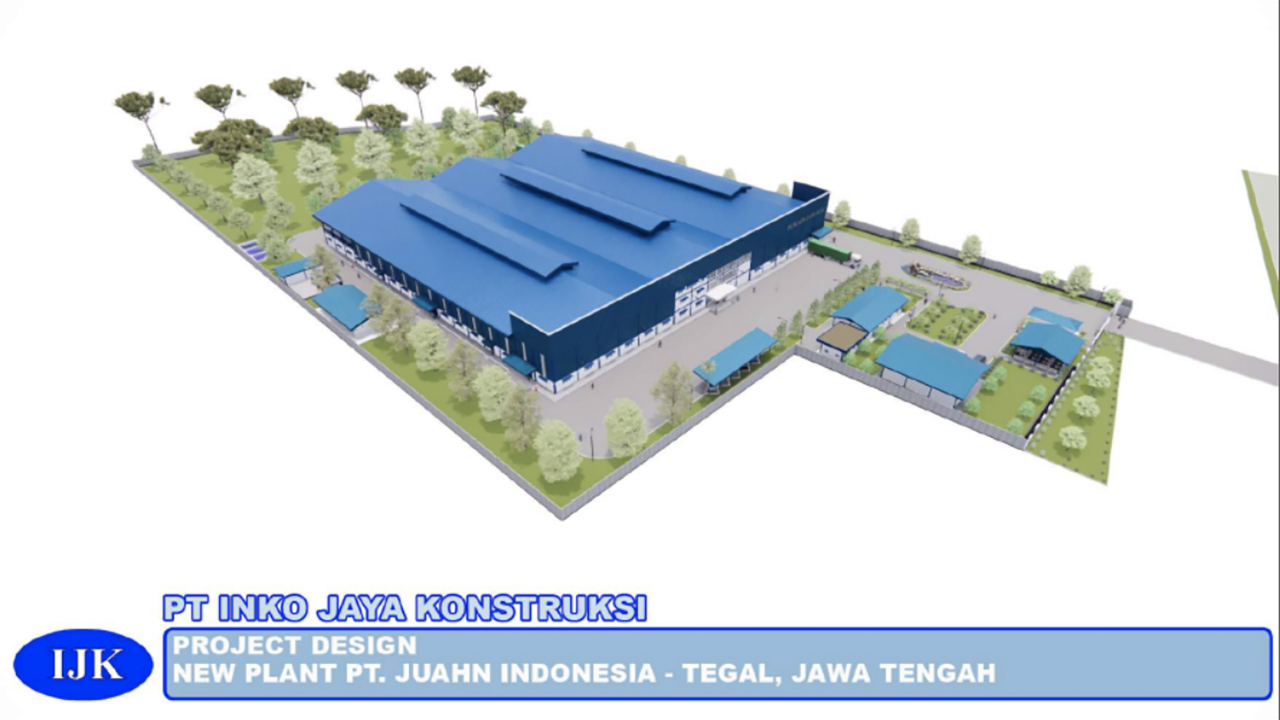 PT INKO JAYA KONSTRUKSI
IJK
PROJECT DESIGN
NEW PLANT PT. JUAHN INDONESIA - TEGAL, JAWA TENGAH